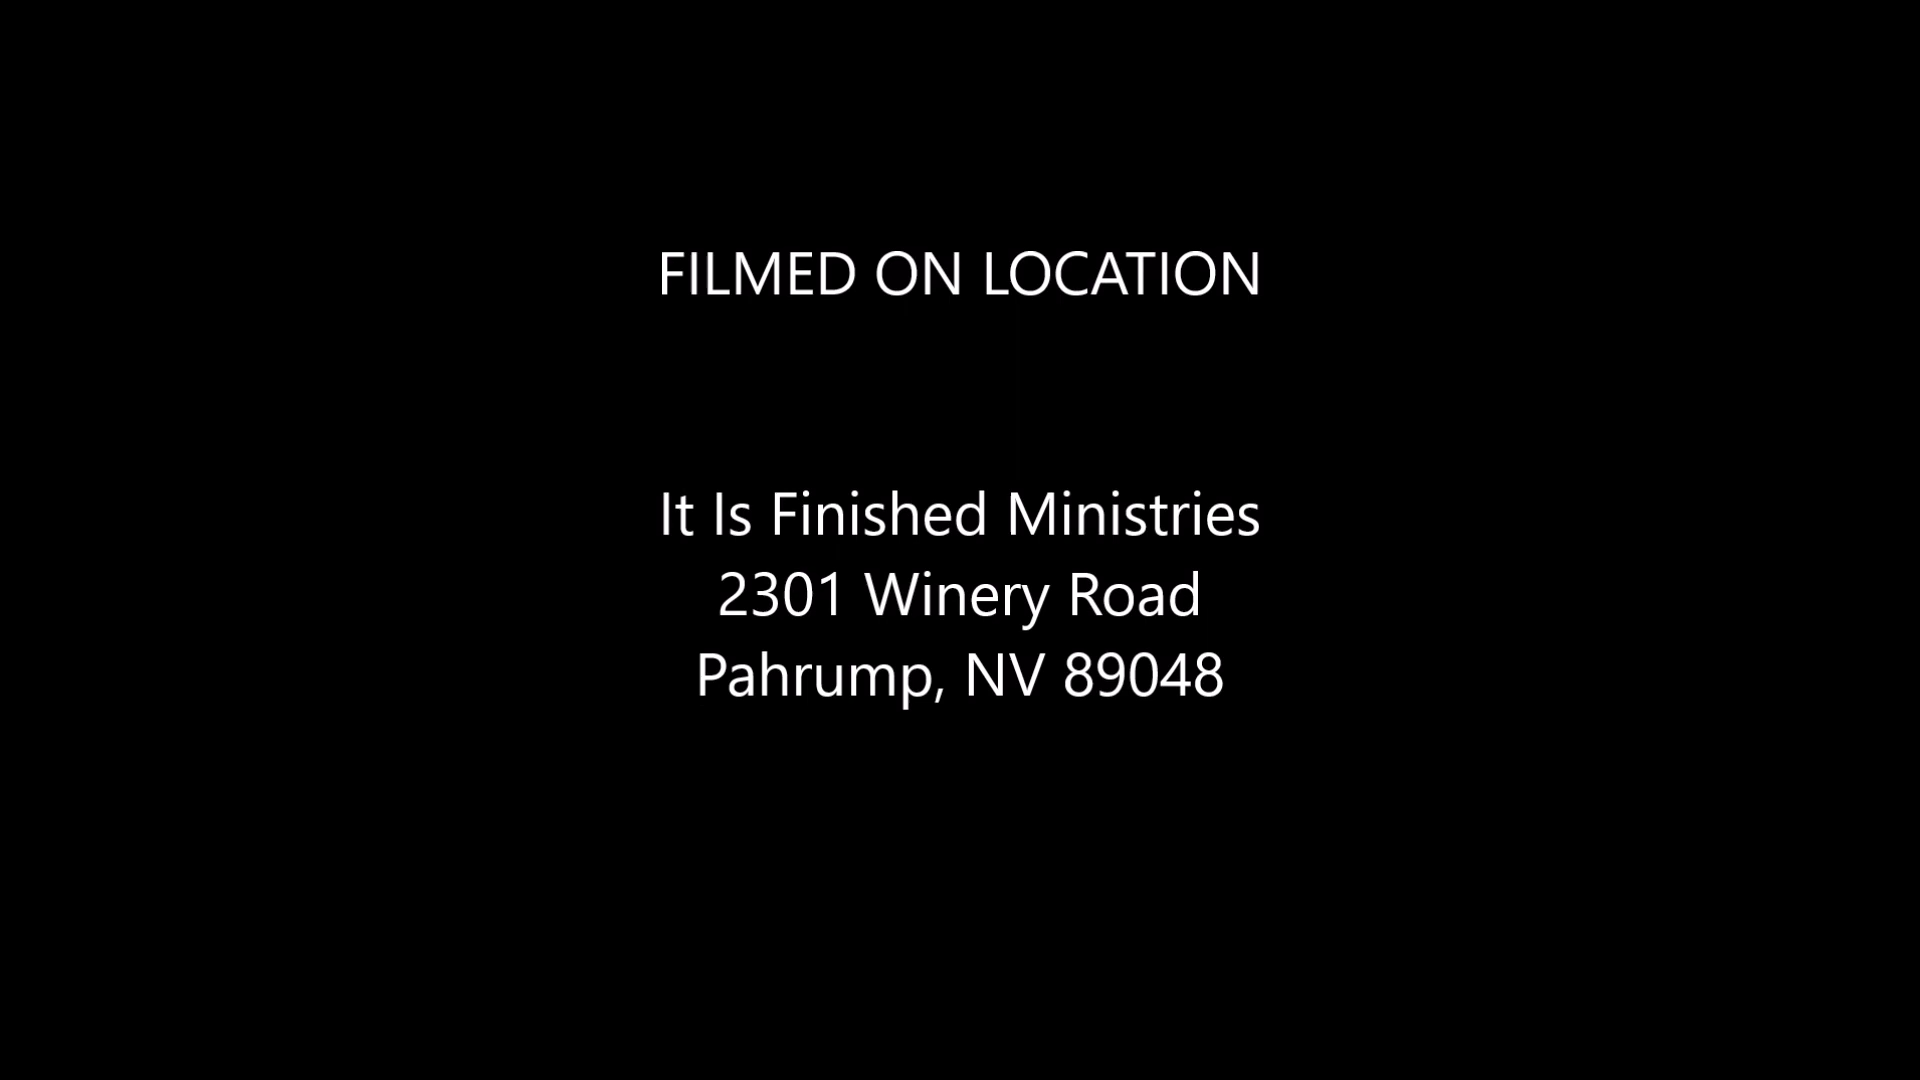 FILMED ON LOCATION
It Is Finished Ministries
2301 Winery Road
Pahrump, NV 89048